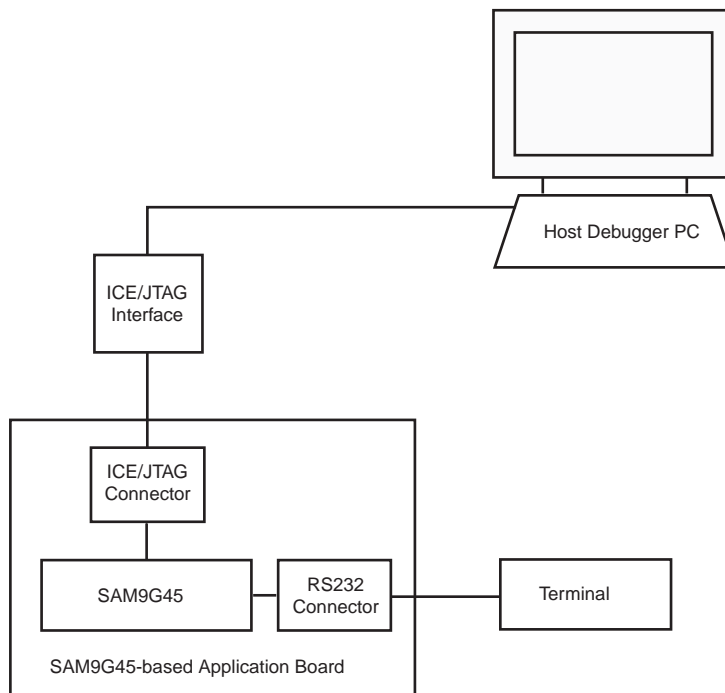 Host Debugger PC
ICE/JTAG
Interface
ICE/JTAG
Connector
SAM9G45
RS232
Connector
Terminal
SAM9G45-based Application Board